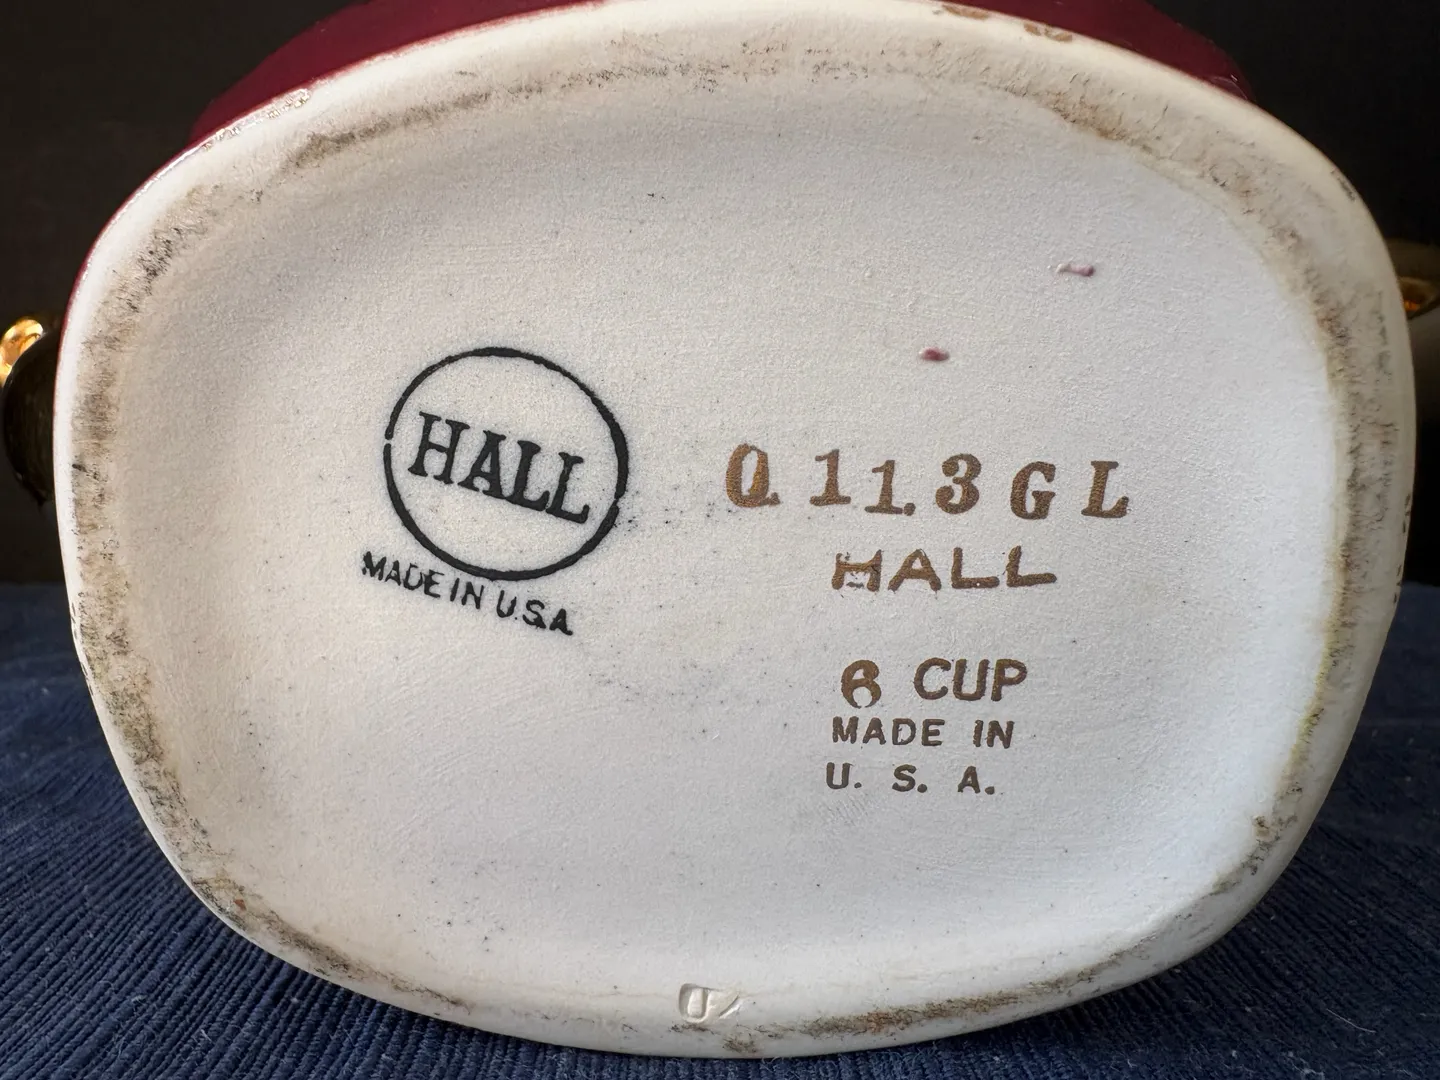 HALL
MADE IN U.S.A.
0113GL
HALL
6 CUP
MADE IN
U. S. A.